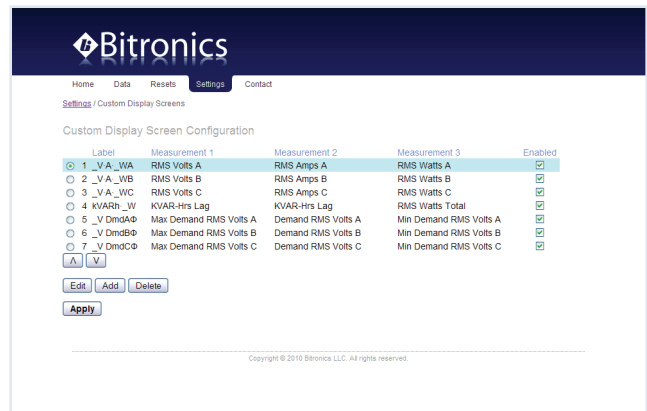 Bitronics
Home Data Resets Settings Contact
Settings / Custom Display Screens
Custom Display Screen Configuration
Label Measurement 1 Measurement 2 Measurement 3 Enabled
1 _V·A·_WA RMS Volts A RMS Amps A RMS Watts A
2 _V·A·_WB RMS Volts B RMS Amps B RMS Watts B
3 _V·A·_WC RMS Volts C RMS Amps C RMS Watts C
4 kVARh·_W KVAR-Hrs Lag KVAR-Hrs Lag RMS Watts Total
5 _V DmdAΦ Max Demand RMS Volts A Demand RMS Volts A Min Demand RMS Volts A
6 _V DmdBΦ Max Demand RMS Volts B Demand RMS Volts B Min Demand RMS Volts B
7 _V DmdCΦ Max Demand RMS Volts C Demand RMS Volts C Min Demand RMS Volts C
Λ V
Edit Add Delete
Apply
Copyright © 2010 Bitronics LLC. All rights reserved.